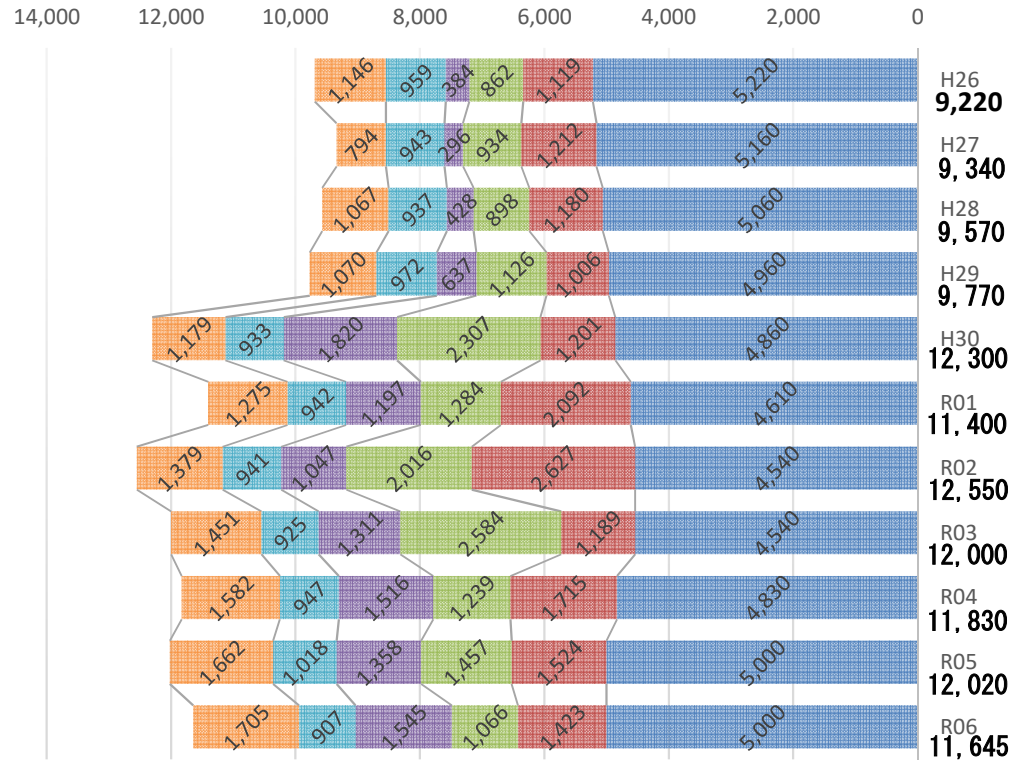 14,000 12,000 10,000 8,000 6,000 4,000 2,000 0
1,146 959 384 862 1,119 5,220 H26
9,220
794 943 296 934 1,212 5,160 H27
9,340
1,067 937 428 898 1,180 5,060 H28
9,570
1,070 972 637 1,126 1,006 4,960 H29
9,770
1,179 933 1,820 2,307 1,201 4,860 H30
12,300
1,275 942 1,197 1,284 2,092 4,610 R01
11,400
1,379 941 1,047 2,016 2,627 4,540 R02
12,550
1,451 925 1,311 2,584 1,189 4,540 R03
12,000
1,582 947 1,516 1,239 1,715 4,830 R04
11,830
1,662 1,018 1,358 1,457 1,524 5,000 R05
12,020
1,705 907 1,545 1,066 1,423 5,000 R06
11,645